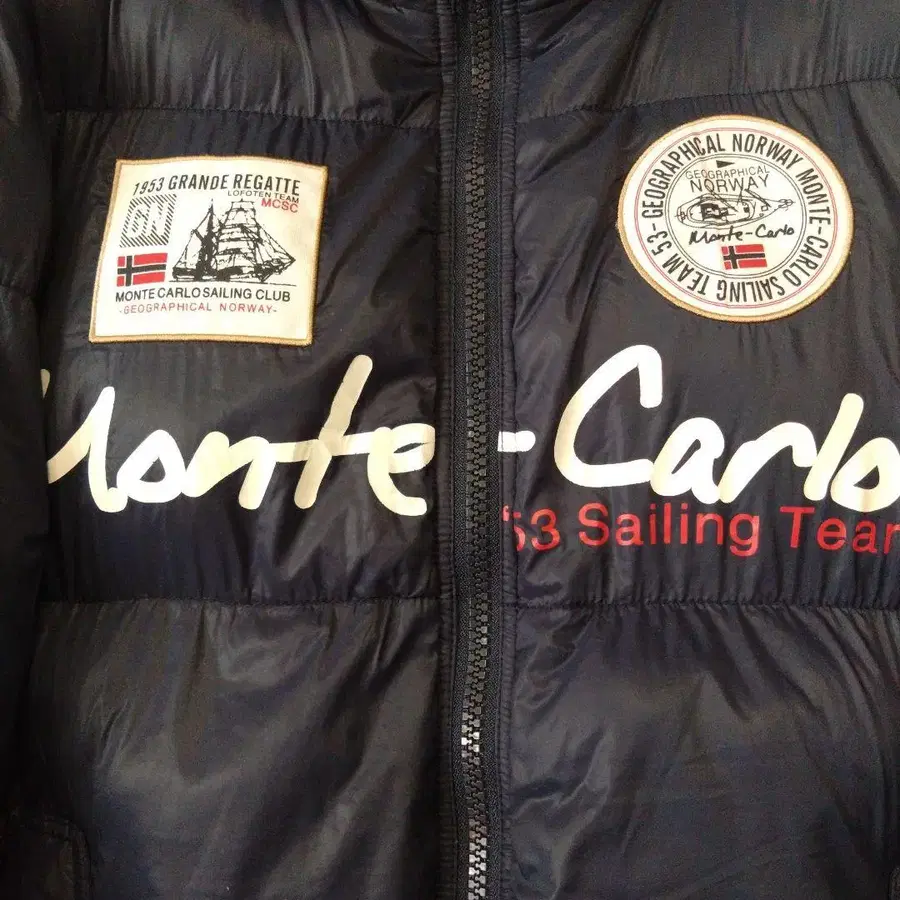 1953 GRANDE REGATTE
LOFOTEN TEAM
MCSC
GN
MONTE CARLO SAILING CLUB
-GEOGRAPHICAL NORWAY-
GEOGRAPHICAL NORWAY MONTE-CARLO SAILING TEAM 53-
GEOGRAPHICAL
NORWAY
Monte-Carlo
Monte-Carlo
'53 Sailing Team